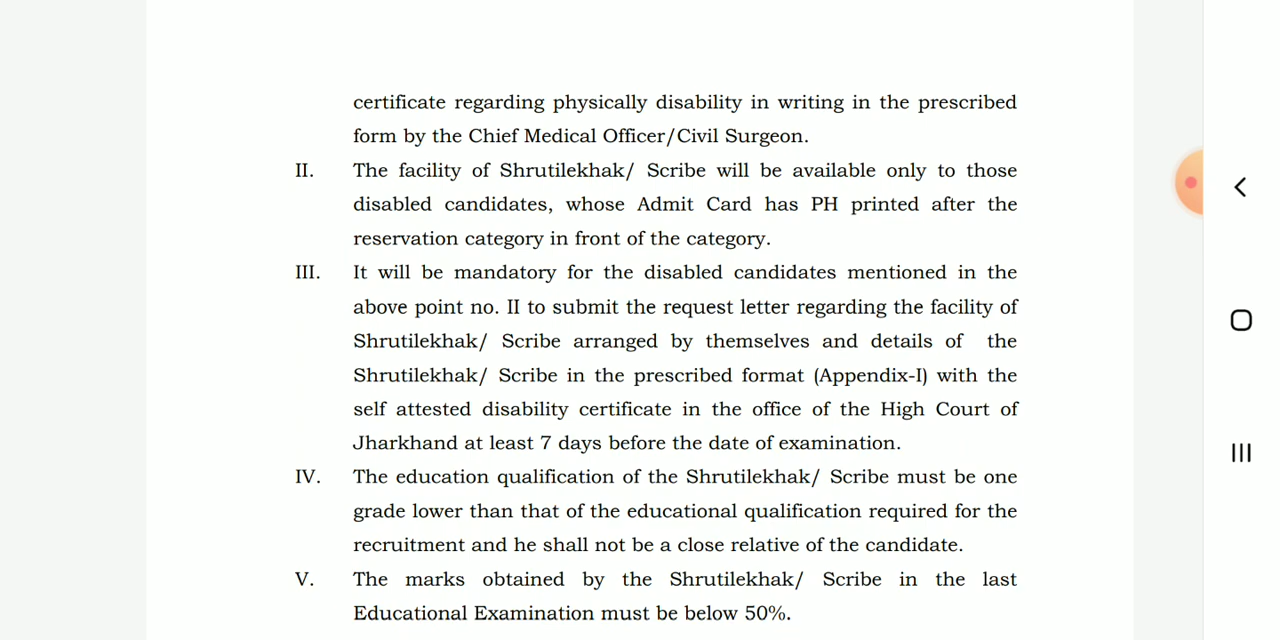 certificate regarding physically disability in writing in the prescribed
form by the Chief Medical Officer/Civil Surgeon.
II. The facility of Shrutilekhak/ Scribe will be available only to those
disabled candidates, whose Admit Card has PH printed after the
reservation category in front of the category.
III. It will be mandatory for the disabled candidates mentioned in the
above point no. II to submit the request letter regarding the facility of
Shrutilekhak/ Scribe arranged by themselves and details of the
Shrutilekhak/ Scribe in the prescribed format (Appendix-I) with the
self attested disability certificate in the office of the High Court of
Jharkhand at least 7 days before the date of examination.
IV. The education qualification of the Shrutilekhak/ Scribe must be one
grade lower than that of the educational qualification required for the
recruitment and he shall not be a close relative of the candidate.
V. The marks obtained by the Shrutilekhak/ Scribe in the last
Educational Examination must be below 50%.